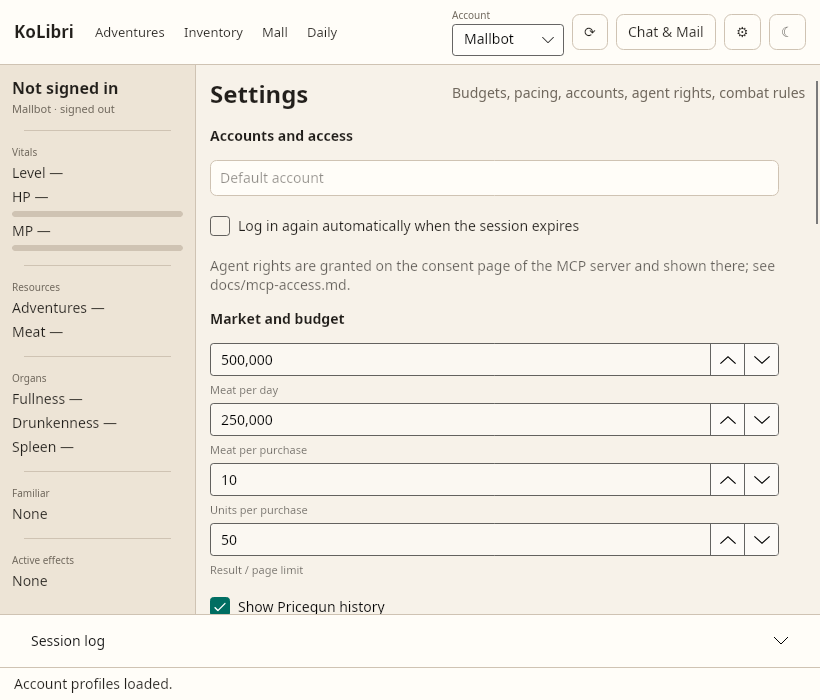 KoLibri
Adventures
Inventory
Mall
Daily
Account
Mallbot
Chat & Mail
Not signed in
Mallbot · signed out
Vitals
Level —
HP —
MP —
Resources
Adventures —
Meat —
Organs
Fullness —
Drunkenness —
Spleen —
Familiar
None
Active effects
None
Settings
Budgets, pacing, accounts, agent rights, combat rules
Accounts and access
Default account
Log in again automatically when the session expires
Agent rights are granted on the consent page of the MCP server and shown there; see
docs/mcp-access.md.
Market and budget
500,000
Meat per day
250,000
Meat per purchase
10
Units per purchase
50
Result / page limit
Show Pricegun history
Session log
Account profiles loaded.